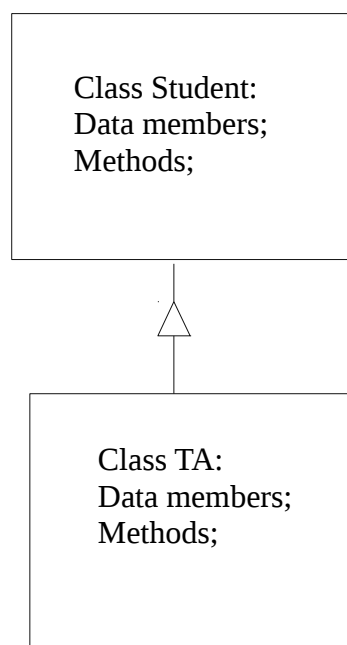 Class Student:
Data members;
Methods;
Class TA:
Data members;
Methods;